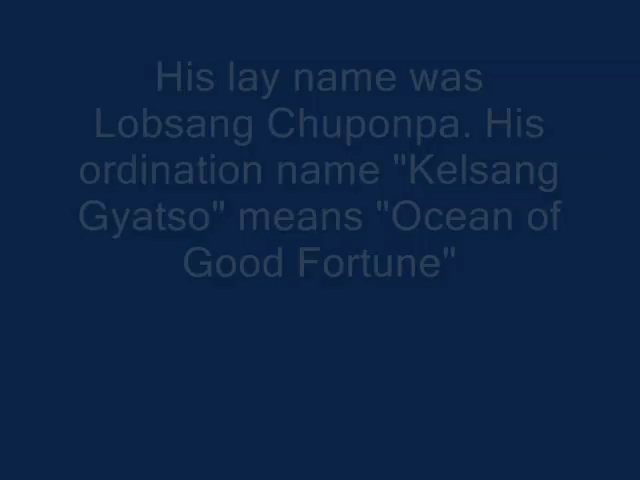 His lay name was
Lobsang Chuponpa. His
ordination name "Kelsang
Gyatso" means "Ocean of
Good Fortune"